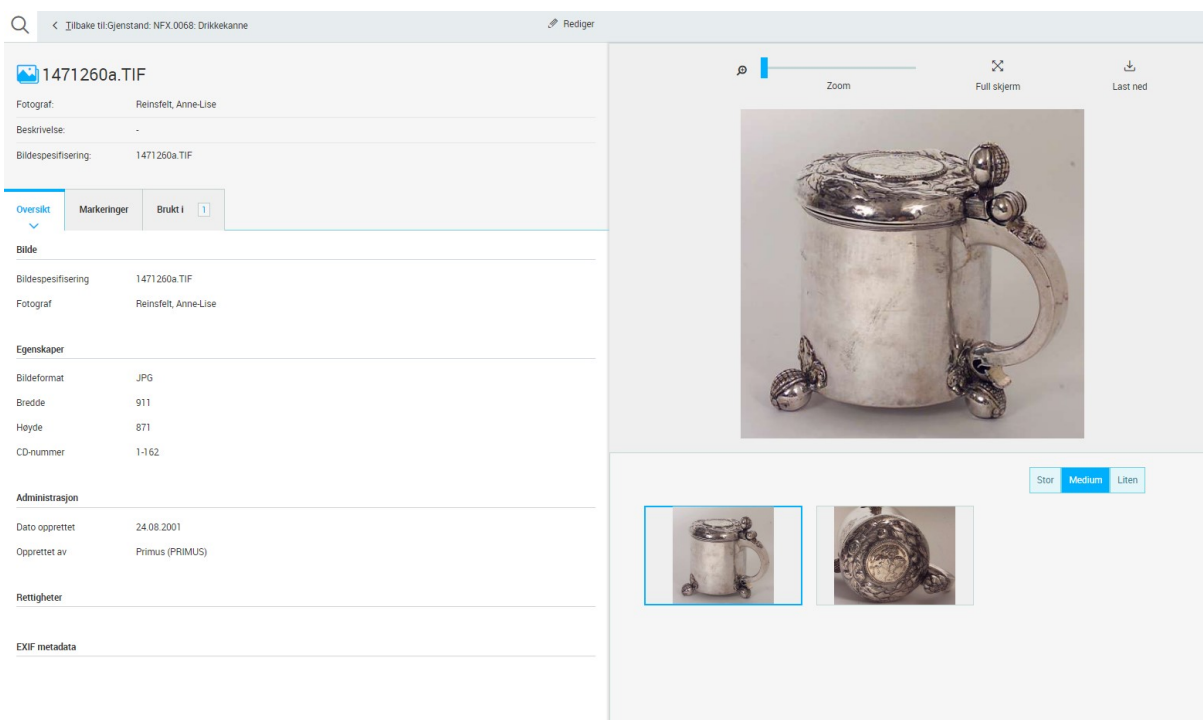 Tilbake til:Gjenstand: NFX.0068: Drikkekanne
Rediger
1471260a.TIF
Fotograf: Reinsfelt, Anne-Lise
Beskrivelse: -
Bildespesifisering: 1471260a.TIF
Oversikt Markeringer Brukt i 1
Bilde
Bildespesifisering 1471260a.TIF
Fotograf Reinsfelt, Anne-Lise
Egenskaper
Bildeformat JPG
Bredde 911
Høyde 871
CD-nummer 1-162
Administrasjon
Dato opprettet 24.08.2001
Opprettet av Primus (PRIMUS)
Rettigheter
EXIF metadata
Zoom Full skjerm Last ned
Stor Medium Liten